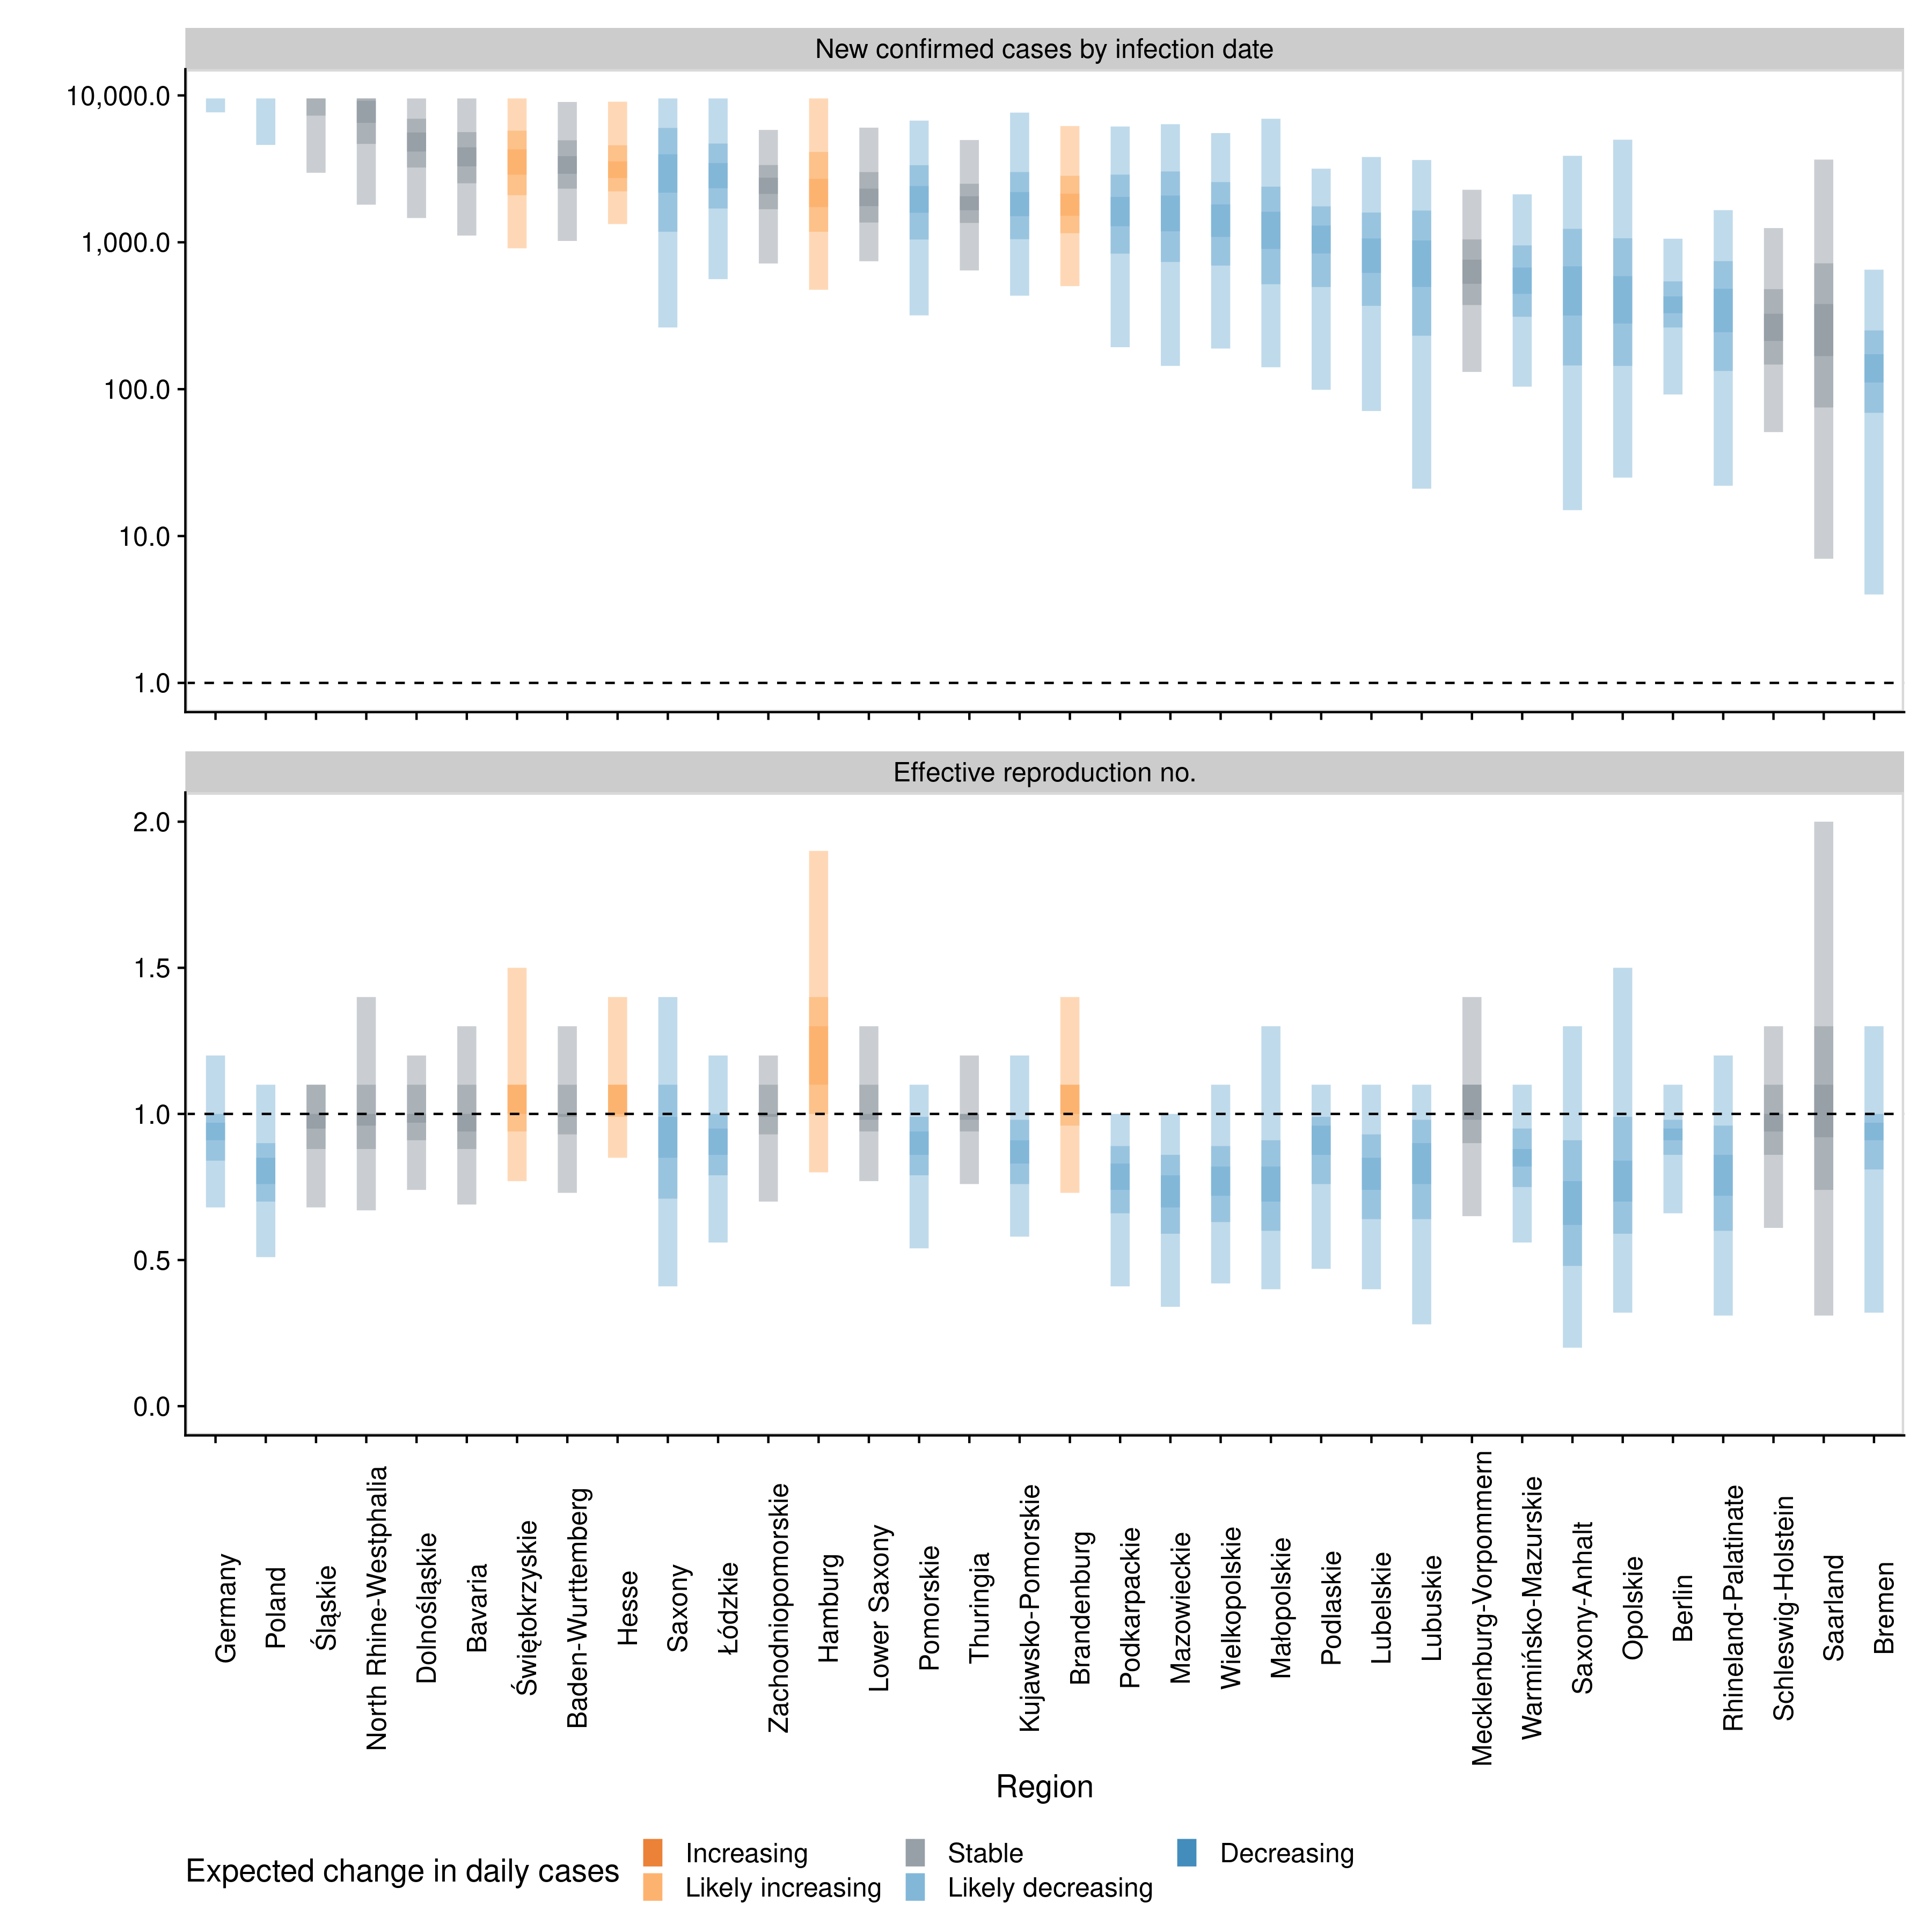 New confirmed cases by infection date
10,000.0
1,000.0
100.0
10.0
1.0
Effective reproduction no.
2.0
1.5
1.0
0.5
0.0
Germany
Poland
Śląskie
North Rhine-Westphalia
Dolnośląskie
Bavaria
Świętokrzyskie
Baden-Wurttemberg
Hesse
Saxony
Łódzkie
Zachodniopomorskie
Hamburg
Lower Saxony
Pomorskie
Thuringia
Kujawsko-Pomorskie
Brandenburg
Podkarpackie
Mazowieckie
Wielkopolskie
Małopolskie
Podlaskie
Lubelskie
Lubuskie
Mecklenburg-Vorpommern
Warmińsko-Mazurskie
Saxony-Anhalt
Opolskie
Berlin
Rhineland-Palatinate
Schleswig-Holstein
Saarland
Bremen
Region
Expected change in daily cases
Increasing
Stable
Decreasing
Likely increasing
Likely decreasing